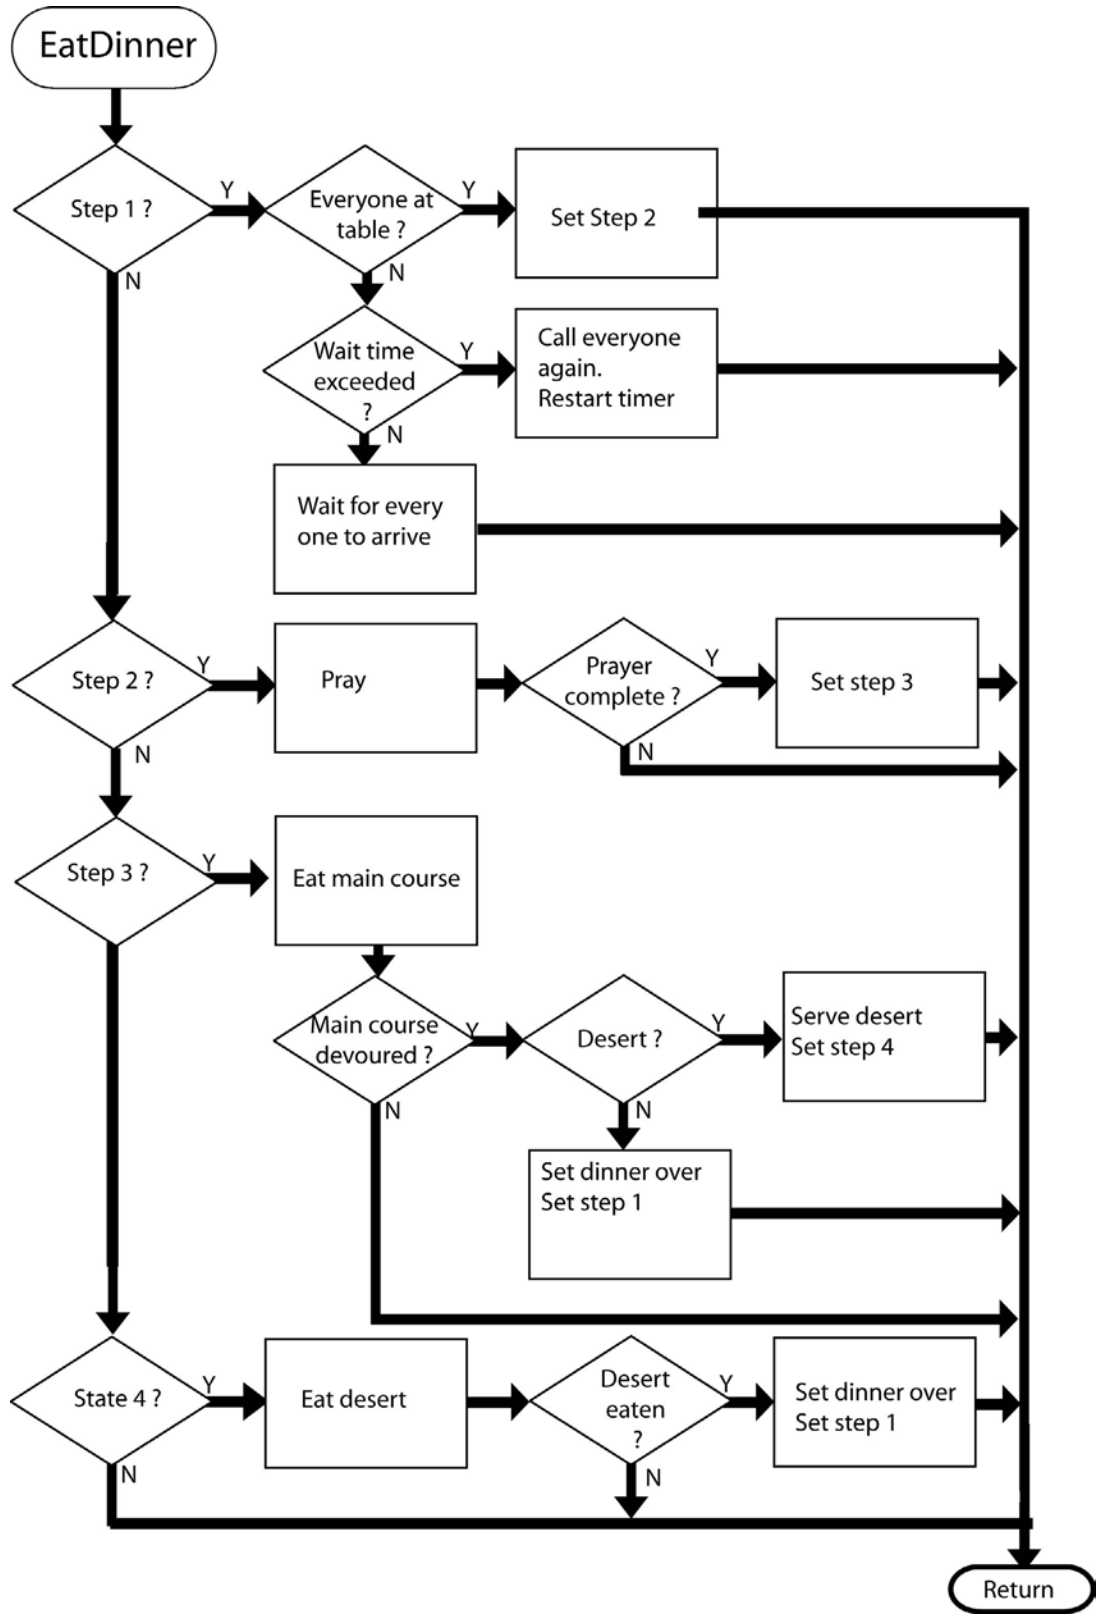 EatDinner
Step 1 ?
Y
N
Everyone at
table ?
Y
N
Set Step 2
Wait time
exceeded
?
Y
N
Call everyone
again.
Restart timer
Wait for every
one to arrive
Step 2 ?
Y
N
Pray
Prayer
complete ?
Y
N
Set step 3
Step 3 ?
Y
Eat main course
Main course
devoured ?
Y
N
Desert ?
Y
N
Serve desert
Set step 4
Set dinner over
Set step 1
State 4 ?
Y
N
Eat desert
Desert
eaten
?
Y
N
Set dinner over
Set step 1
Return